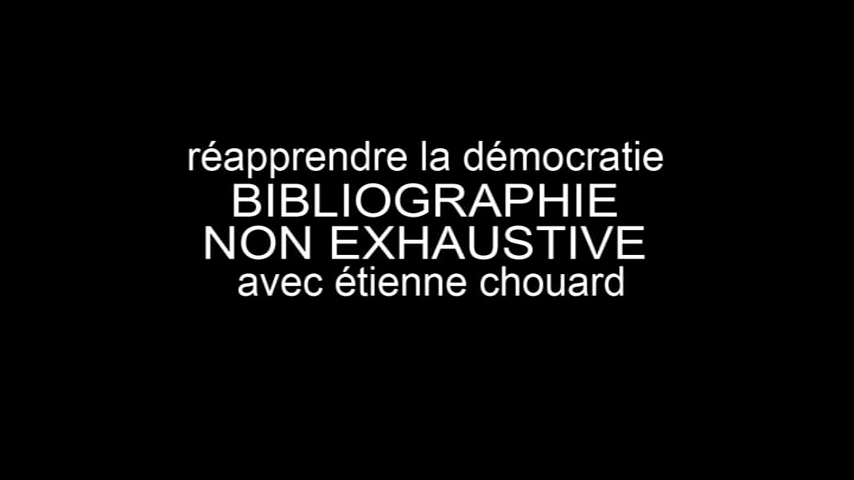 réapprendre la démocratie
BIBLIOGRAPHIE
NON EXHAUSTIVE
avec étienne chouard